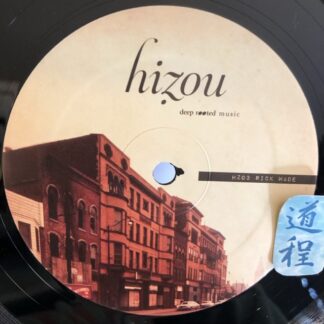 hizou
deep rooted music
HZ03 RICK WADE
道程